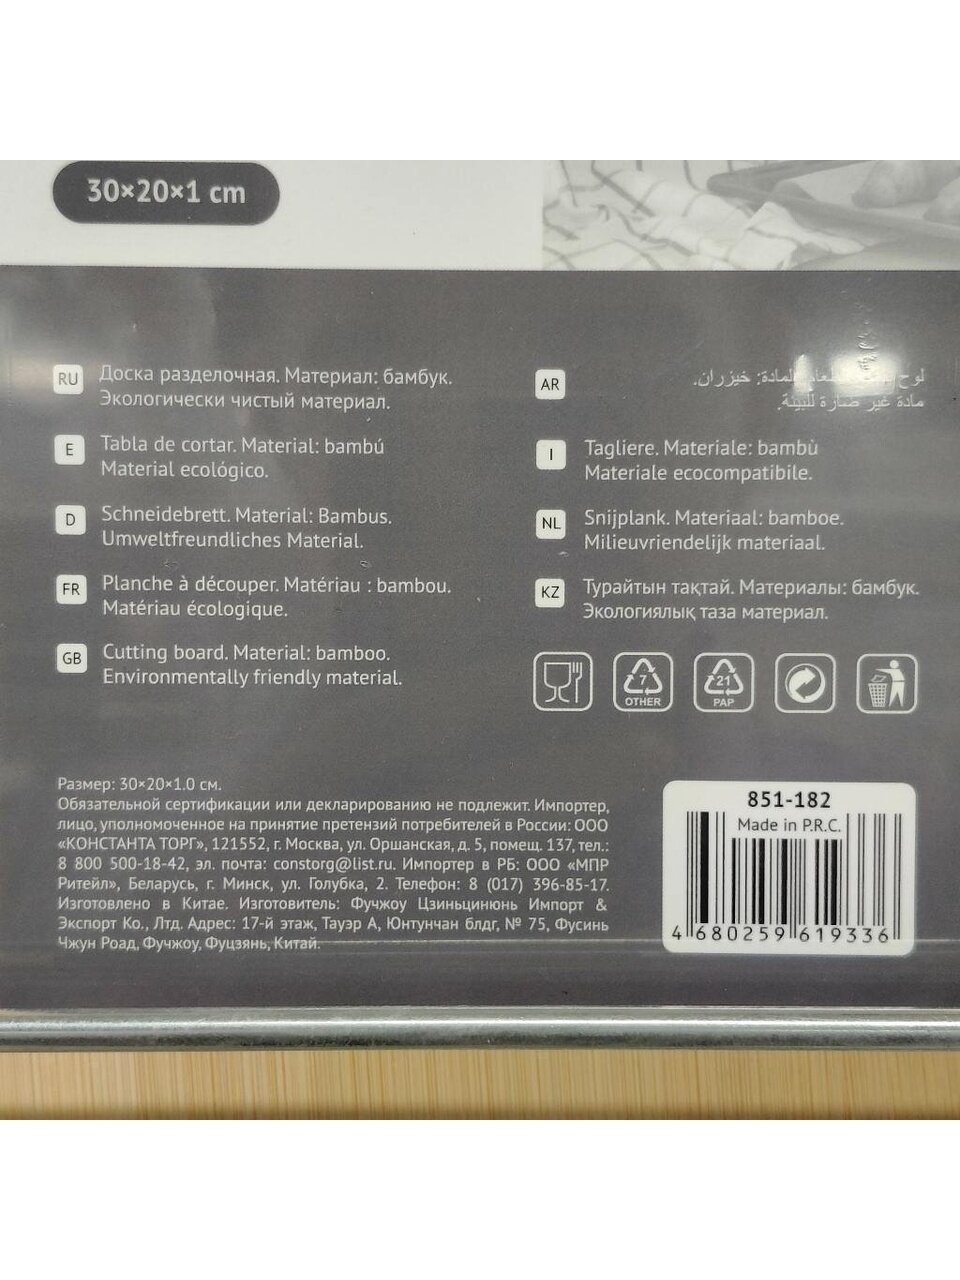 30×20×1 cm
RU
Доска разделочная. Материал: бамбук.
Экологически чистый материал.
E
Tabla de cortar. Material: bambú
Material ecológico.
D
Schneidebrett. Material: Bambus.
Umweltfreundliches Material.
FR
Planche à découper. Matériau : bambou.
Matériau écologique.
GB
Cutting board. Material: bamboo.
Environmentally friendly material.
AR
لوح المادة: خيزران.
مادة غير ضارة للبيئة.
I
Tagliere. Materiale: bambù
Materiale ecocompatibile.
NL
Snijplank. Materiaal: bamboe.
Milieuvriendelijk materiaal.
KZ
Турайтын тақтай. Материалы: бамбук.
Экологиялық таза материал.
7
OTHER
21
PAP
Размер: 30×20×1.0 см.
Обязательной сертификации или декларированию не подлежит. Импортер,
лицо, уполномоченное на принятие претензий потребителей в России: ООО
«КОНСТАНТА ТОРГ», 121552, г. Москва, ул. Оршанская, д. 5, помещ. 137, тел.:
8 800 500-18-42, эл. почта: constorg@list.ru. Импортер в РБ: ООО «МПР
Ритейл», Беларусь, г. Минск, ул. Голубка, 2. Телефон: 8 (017) 396-85-17.
Изготовлено в Китае. Изготовитель: Фучжоу Цзиньцинюнь Импорт &
Экспорт Ко., Лтд. Адрес: 17-й этаж, Тауэр А, Юнтунчан блдг, № 75, Фусинь
Чжун Роад, Фучжоу, Фуцзянь, Китай.
851-182
Made in P.R.C.
4 680259 619336